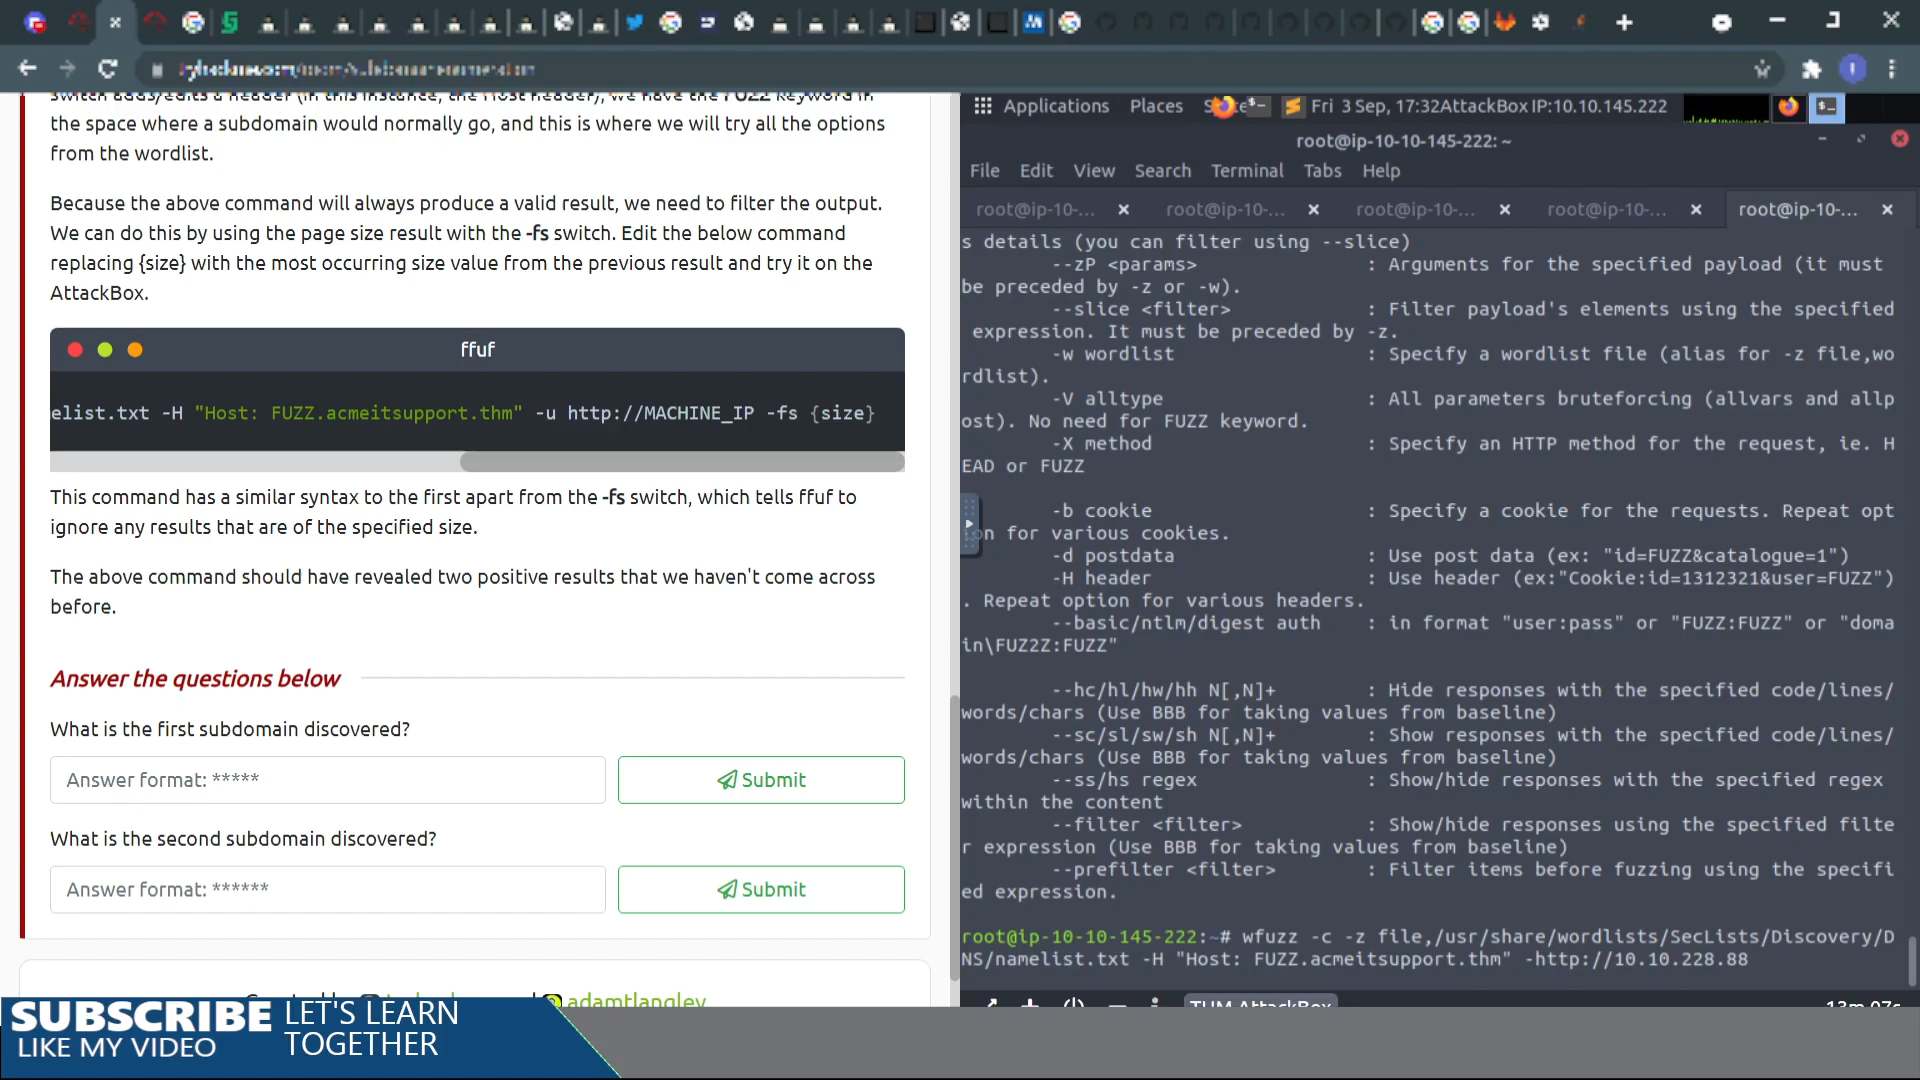 the space where a subdomain would normally go, and this is where we will try all the options
from the wordlist.
Because the above command will always produce a valid result, we need to filter the output.
We can do this by using the page size result with the -fs switch. Edit the below command
replacing {size} with the most occurring size value from the previous result and try it on the
AttackBox.
ffuf
elist.txt -H "Host: FUZZ.acmeitsupport.thm" -u http://MACHINE_IP -fs {size}
This command has a similar syntax to the first apart from the -fs switch, which tells ffuf to
ignore any results that are of the specified size.
The above command should have revealed two positive results that we haven't come across
before.
Answer the questions below
What is the first subdomain discovered?
Answer format: *****
Submit
What is the second subdomain discovered?
Answer format: ******
Submit
adamtlangley
SUBSCRIBE
LIKE MY VIDEO
LET'S LEARN
TOGETHER
Applications Places Fri 3 Sep, 17:32 AttackBox IP:10.10.145.222
root@ip-10-10-145-222: ~
File Edit View Search Terminal Tabs Help
root@ip-10-... root@ip-10-... root@ip-10-... root@ip-10-... root@ip-10-...
s details (you can filter using --slice)
--zP <params> : Arguments for the specified payload (it must
be preceded by -z or -w).
--slice <filter> : Filter payload's elements using the specified
expression. It must be preceded by -z.
-w wordlist : Specify a wordlist file (alias for -z file,wo
rdlist).
-V alltype : All parameters bruteforcing (allvars and allp
ost). No need for FUZZ keyword.
-X method : Specify an HTTP method for the request, ie. H
EAD or FUZZ
-b cookie : Specify a cookie for the requests. Repeat opt
ion for various cookies.
-d postdata : Use post data (ex: "id=FUZZ&catalogue=1")
-H header : Use header (ex:"Cookie:id=1312321&user=FUZZ")
. Repeat option for various headers.
--basic/ntlm/digest auth : in format "user:pass" or "FUZZ:FUZZ" or "doma
in\FUZ2Z:FUZZ"
--hc/hl/hw/hh N[,N]+ : Hide responses with the specified code/lines/
words/chars (Use BBB for taking values from baseline)
--sc/sl/sw/sh N[,N]+ : Show responses with the specified code/lines/
words/chars (Use BBB for taking values from baseline)
--ss/hs regex : Show/hide responses with the specified regex
within the content
--filter <filter> : Show/hide responses using the specified filte
r expression (Use BBB for taking values from baseline)
--prefilter <filter> : Filter items before fuzzing using the specifi
ed expression.
root@ip-10-10-145-222:~# wfuzz -c -z file,/usr/share/wordlists/SecLists/Discovery/D
NS/namelist.txt -H "Host: FUZZ.acmeitsupport.thm" -http://10.10.228.88
THM AttackBox